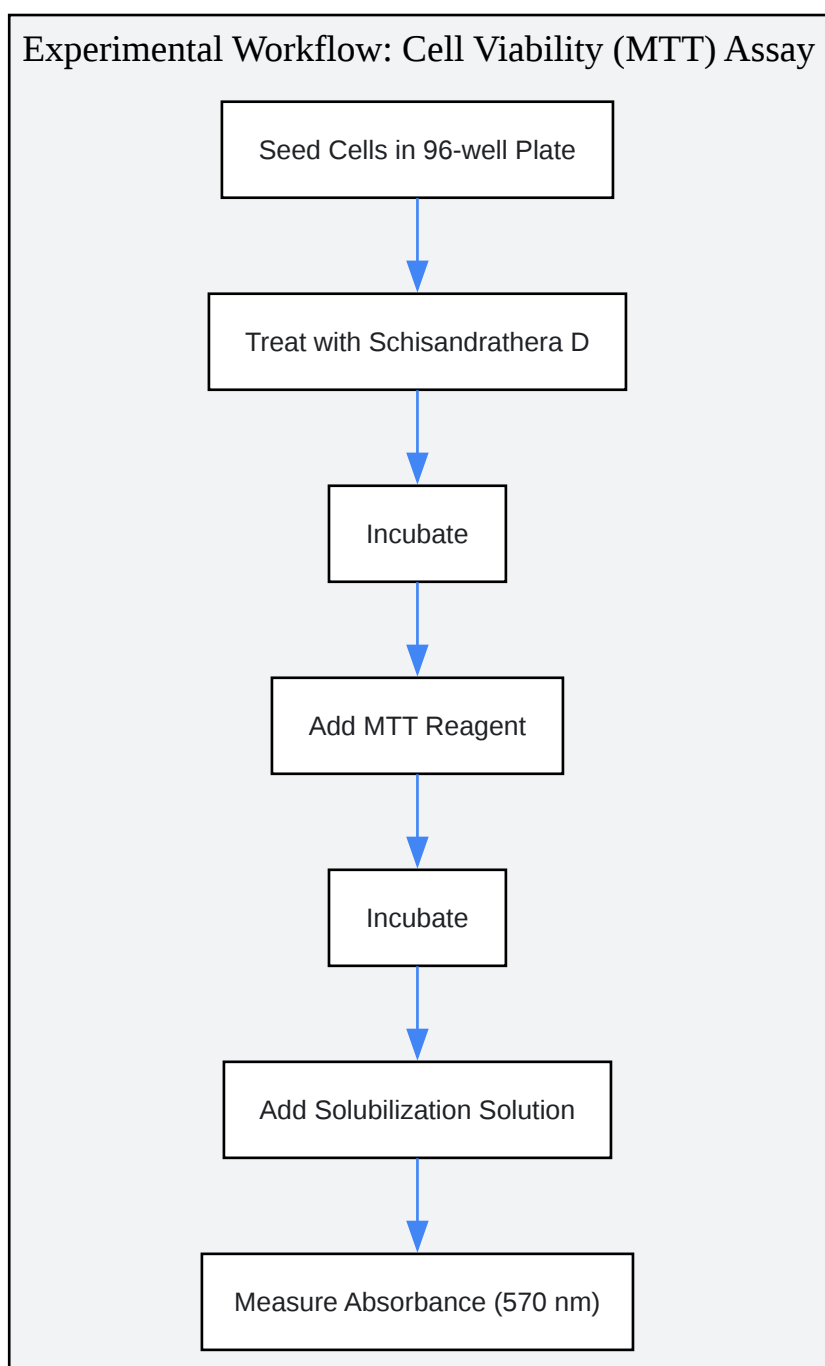 Experimental Workflow: Cell Viability (MTT) Assay
Seed Cells in 96-well Plate
Treat with Schisandrathera D
Incubate
Add MTT Reagent
Incubate
Add Solubilization Solution
Measure Absorbance (570 nm)